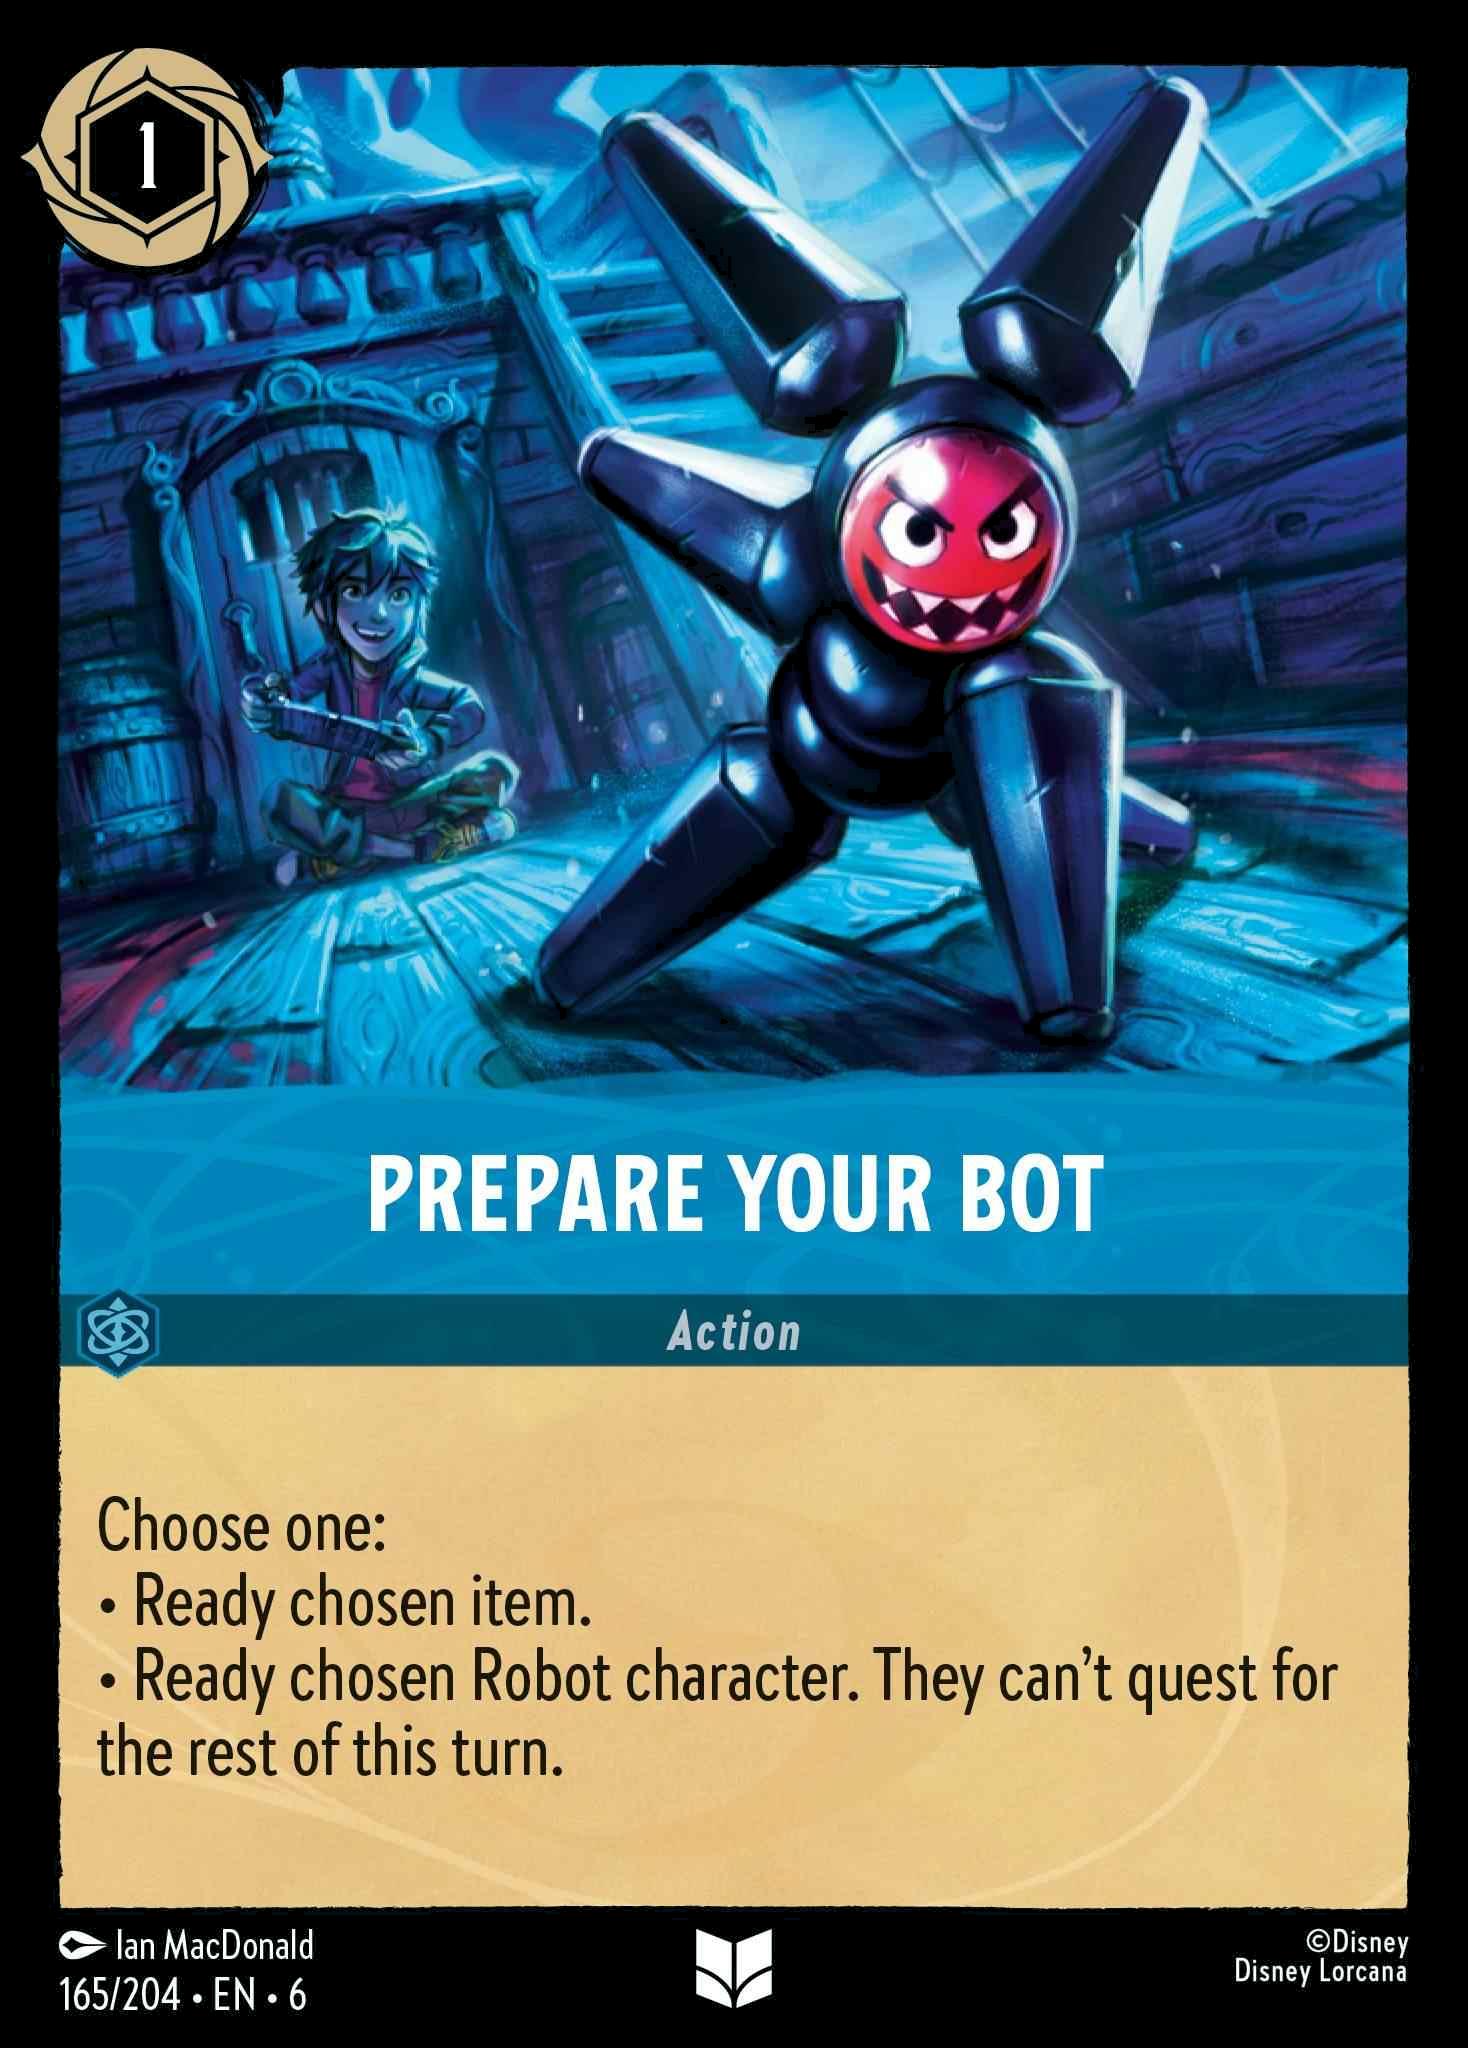 1
PREPARE YOUR BOT
Action
Choose one:
• Ready chosen item.
• Ready chosen Robot character. They can’t quest for
the rest of this turn.
Ian MacDonald
165/204 • EN • 6
©Disney
Disney Lorcana